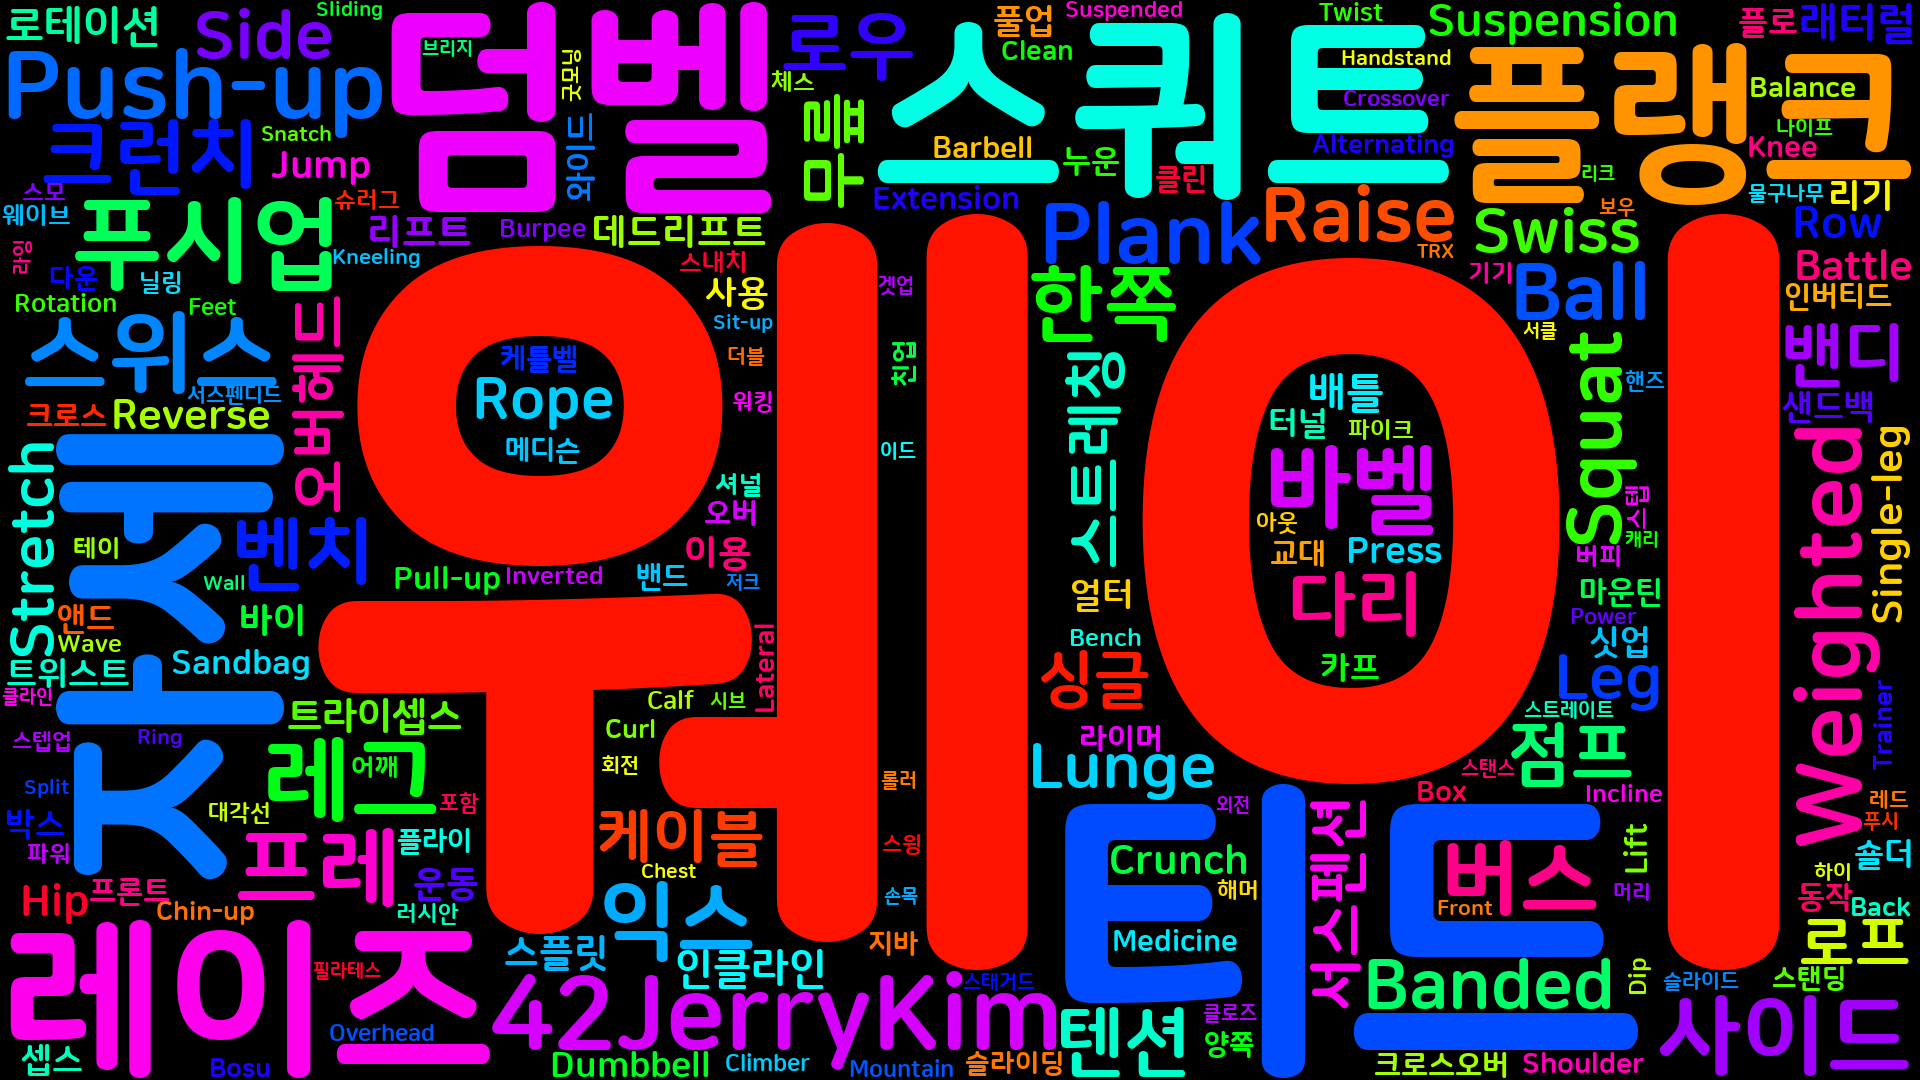 로테이션
Side
Sliding
덤벨
브리지
굿모닝
로우
체스
풀업
Suspended
Clean
스쿼트
Twist
Handstand
Crossover
Alternating
Suspension
플로
래터럴
플랭크
Balance
나이프
Knee
리크
Push-up
크런치
Snatch
Jump
와이드
무릎
Barbell
누운
클린
Extension
스모
웨이브
푸시업
슈러그
리프트
Burpee
데드리프트
Plank
Raise
TRX
Swiss
보우
물구나무
리기
Row
Battle
라잉
다운
닐링
Kneeling
스내치
사용
겟업
한쪽
기기
Ball
인버티드
Rotation
Feet
오버헤드
웨이
Sit-up
서클
스위스
서스펜디드
케틀벨
Rope
메디슨
더블
친업
워킹
이드
스트레칭
배틀
터널
파이크
바벨
아웃
교대
Press
다리
카프
Squat
핸즈
밴디
샌드백
크로스
Reverse
Stretch
즈세트
셔널
오버
이용
스텝
캐리
버피
Weighted
Single-leg
테이
벤치
Wall
Pull-up
Inverted
밴드
저크
얼터
마운틴
Power
앤드
바이
Wave
Bench
싯업
트위스트
Sandbag
Lateral
싱글
Leg
클라인
트라이셉스
Calf
시브
Curl
라이머
스트레이트
Trainer
스텝업
Ring
레그
어깨
회전
롤러
Lunge
스탠스
점프
Split
대각선
포함
외전
Box
Incline
레드
박스
파워
프레
플라이
케이블
스윙
티드
서스펜션
Crunch
버스
Lift
푸시
숄더
Chest
해머
하이
Hip
프론트
운동
익스
손목
Front
머리
동작
Back
Chin-up
러시안
지바
Medicine
로프
레이즈
필라테스
스플릿
인클라인
스태거드
Banded
Dip
슬라이드
스탠딩
42JerryKim
Overhead
텐션
클로즈
양쪽
사이드
셉스
Bosu
Dumbbell
Climber
Mountain
슬라이딩
크로스오버
Shoulder